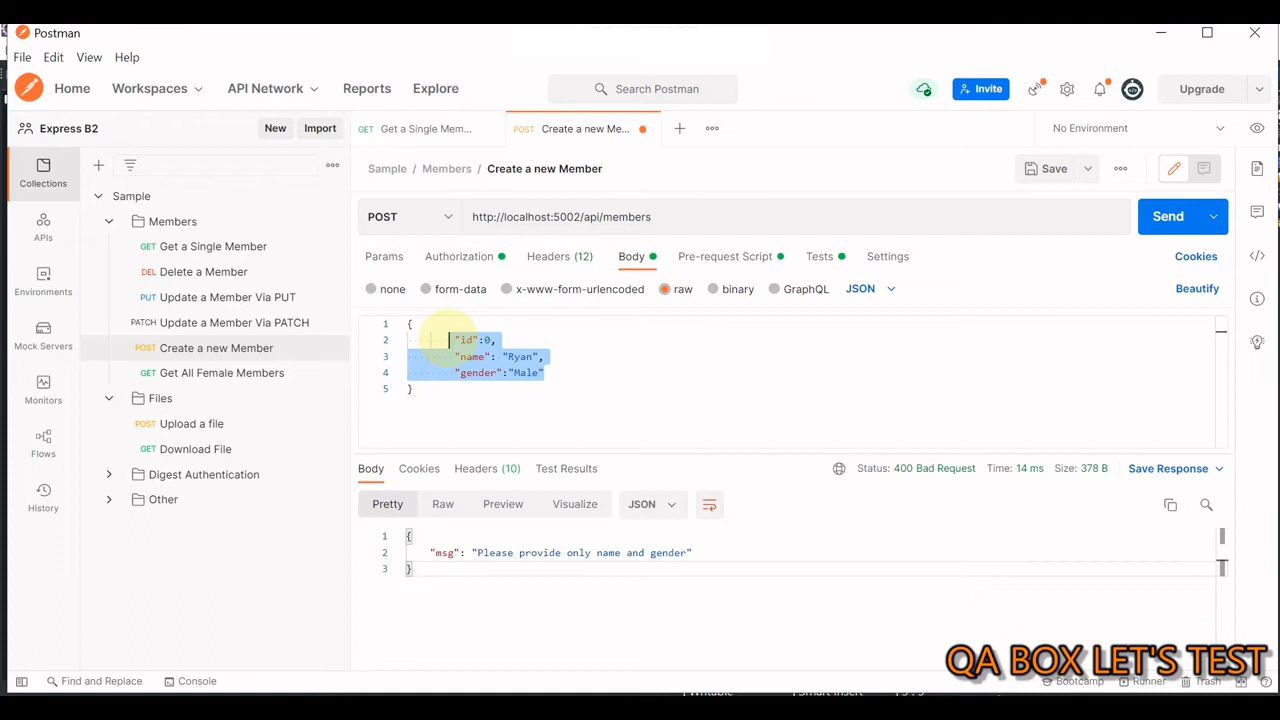 Postman
File Edit View Help
Home Workspaces API Network Reports Explore Search Postman Invite Upgrade
Express B2 New Import GET Get a Single Mem... POST Create a new Me... No Environment
Collections
APIs
Environments
Mock Servers
Monitors
Flows
History
Sample
Members
GET Get a Single Member
DEL Delete a Member
PUT Update a Member Via PUT
PATCH Update a Member Via PATCH
POST Create a new Member
GET Get All Female Members
Files
POST Upload a file
GET Download File
Digest Authentication
Other
Sample / Members / Create a new Member Save
POST http://localhost:5002/api/members Send
Params Authorization Headers (12) Body Pre-request Script Tests Settings Cookies
none form-data x-www-form-urlencoded raw binary GraphQL JSON Beautify
1 {
2 "id":0,
3 "name": "Ryan",
4 "gender":"Male"
5 }
Body Cookies Headers (10) Test Results Status: 400 Bad Request Time: 14 ms Size: 378 B Save Response
Pretty Raw Preview Visualize JSON
1 {
2 "msg": "Please provide only name and gender"
3 }
QA BOX LET'S TEST
Find and Replace Console Bootcamp Runner Trash